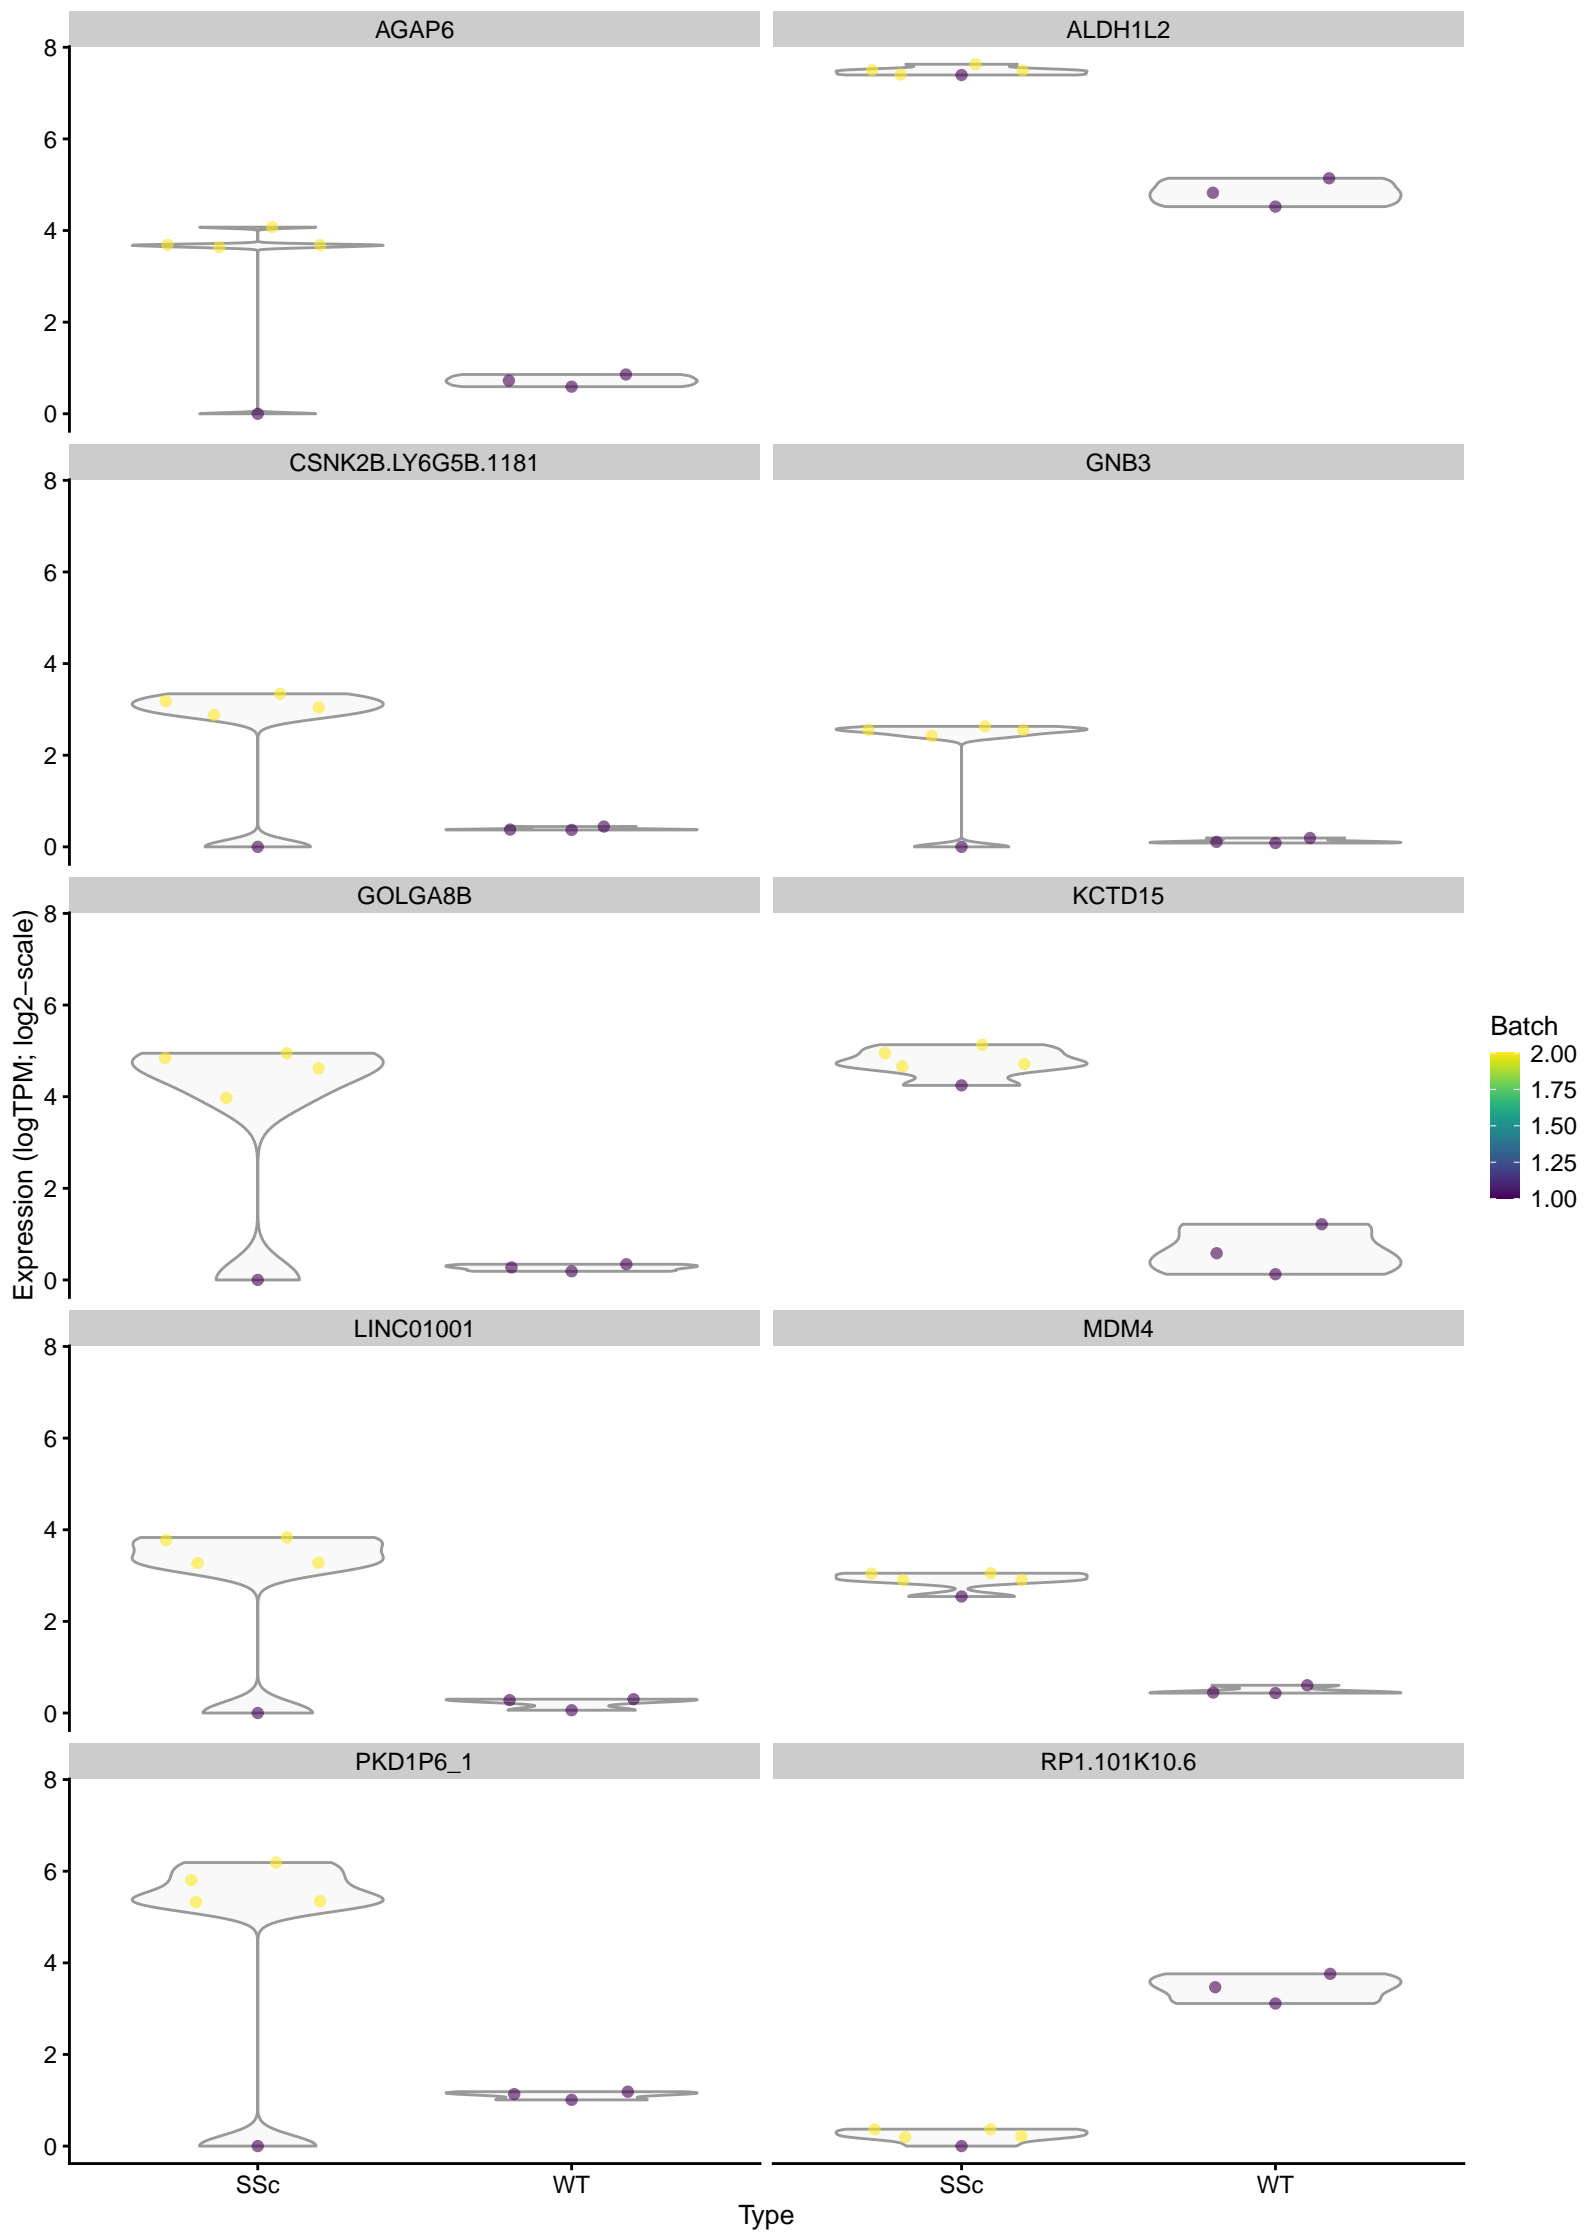 AGAP6
ALDH1L2
8
6
4
2
0
CSNK2B.LY6G5B.1181
GNB3
8
6
4
2
0
GOLGA8B
KCTD15
8
6
4
2
0
Expression (logTPM; log2−scale)
LINC01001
MDM4
8
6
4
2
0
PKD1P6_1
RP1.101K10.6
8
6
4
2
0
SSc
WT
SSc
WT
Type
Batch
2.00
1.75
1.50
1.25
1.00